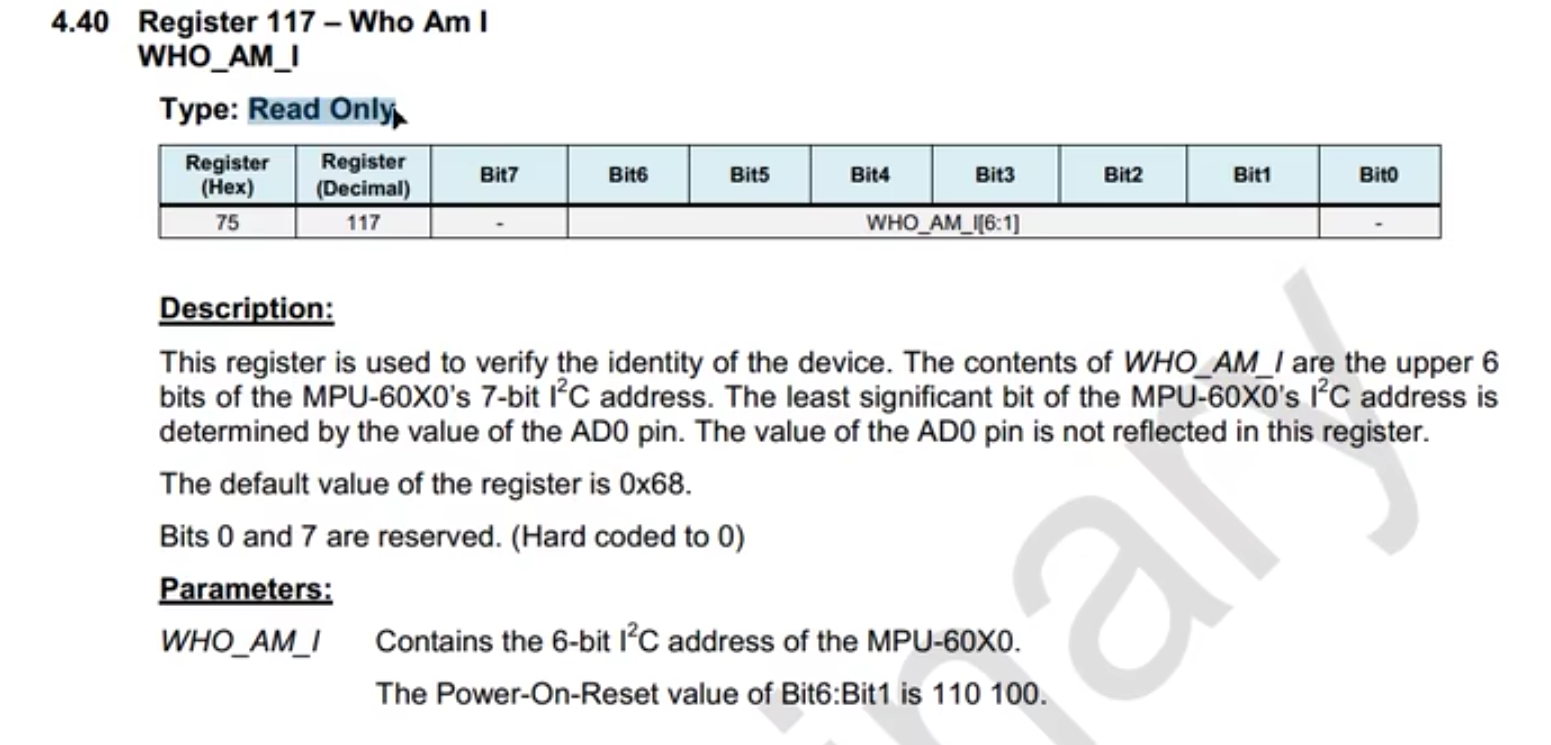 4.40 Register 117 – Who Am I
WHO_AM_I
Type: Read Only
Register (Hex) Register (Decimal) Bit7 Bit6 Bit5 Bit4 Bit3 Bit2 Bit1 Bit0
75 117 - WHO_AM_I[6:1] -
Description:
This register is used to verify the identity of the device. The contents of WHO_AM_I are the upper 6
bits of the MPU-60X0's 7-bit I²C address. The least significant bit of the MPU-60X0's I²C address is
determined by the value of the AD0 pin. The value of the AD0 pin is not reflected in this register.
The default value of the register is 0x68.
Bits 0 and 7 are reserved. (Hard coded to 0)
Parameters:
WHO_AM_I Contains the 6-bit I²C address of the MPU-60X0.
The Power-On-Reset value of Bit6:Bit1 is 110 100.
inary